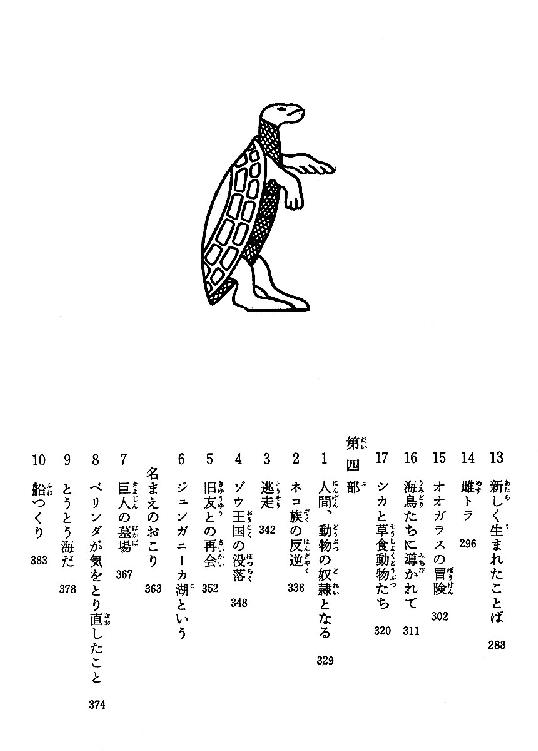 13 新しく生まれたことば 283
14 雌トラ 296
15 オオガラスの冒険 302
16 海鳥たちに導かれて 311
17 シカと草食動物たち 320
第四部
1 人間、動物の奴隷となる 329
2 ネコ族の反逆 336
3 逃走 342
4 ゾウ王国の没落 348
5 旧友との再会 352
6 ジュンガニーカ湖という
名まえのおこり 363
7 巨人の墓場 367
8 ベリンダが気をとり直したこと 374
9 とうとう海だ 378
10 船つくり 383